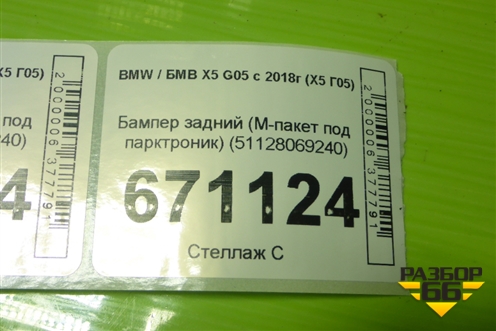 X5 Г05)
под
240)
4
2000006377791
BMW / БМВ X5 G05 с 2018г (X5 Г05)
Бампер задний (М-пакет под
парктроник) (51128069240)
671124
Стеллаж С
2000006377791
РАЗБОР
66